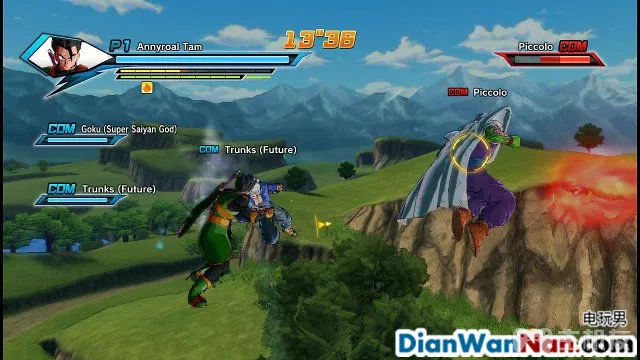 P1 Annyroal Tam
13"36
Piccolo COM
COM Piccolo
COM Goku (Super Saiyan God)
COM Trunks (Future)
COM Trunks (Future)
电玩男
DianWanNan.com